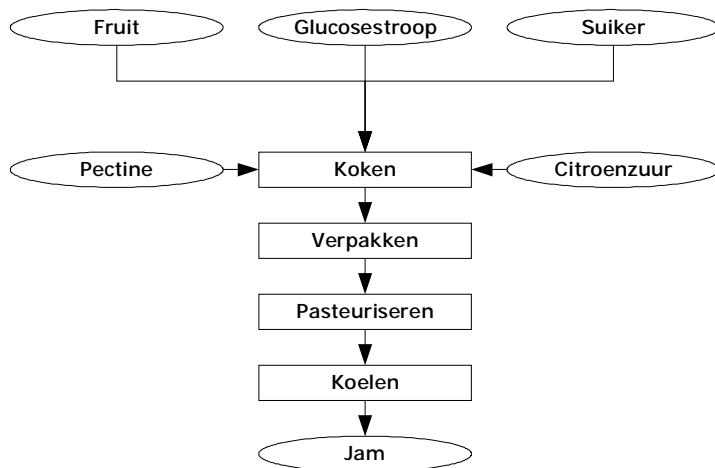 Fruit
Glucosestroop
Suiker
Pectine
Koken
Citroenzuur
Verpakken
Pasteuriseren
Koelen
Jam